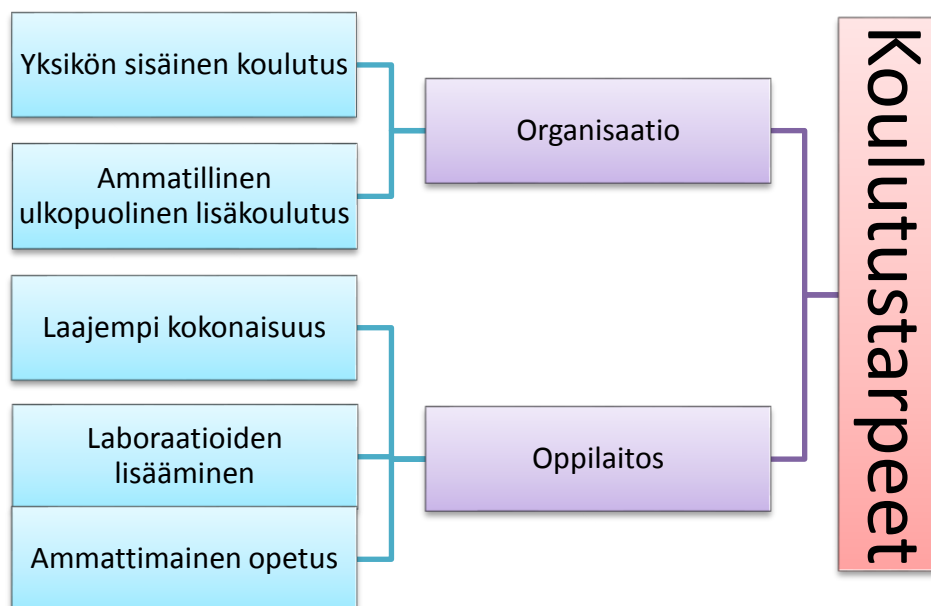 Yksikön sisäinen koulutus
Ammatillinen
ulkopuolinen lisäkoulutus
Laajempi kokonaisuus
Laboraatioiden
lisääminen
Ammattimainen opetus
Organisaatio
Oppilaitos
Koulutustarpeet